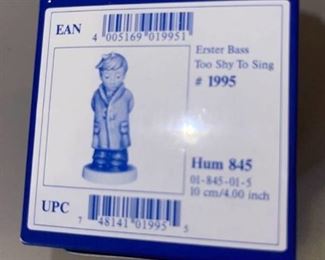 EAN
4 005169 019951
Erster Bass
Too Shy To Sing
# 1995
Hum 845
01-845-01-5
10 cm/4.00 inch
UPC
7 48141 01995 5